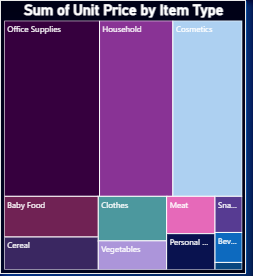 Sum of Unit Price by Item Type
Office Supplies
Household
Cosmetics
Baby Food
Clothes
Meat
Sna...
Cereal
Vegetables
Personal ...
Bev...